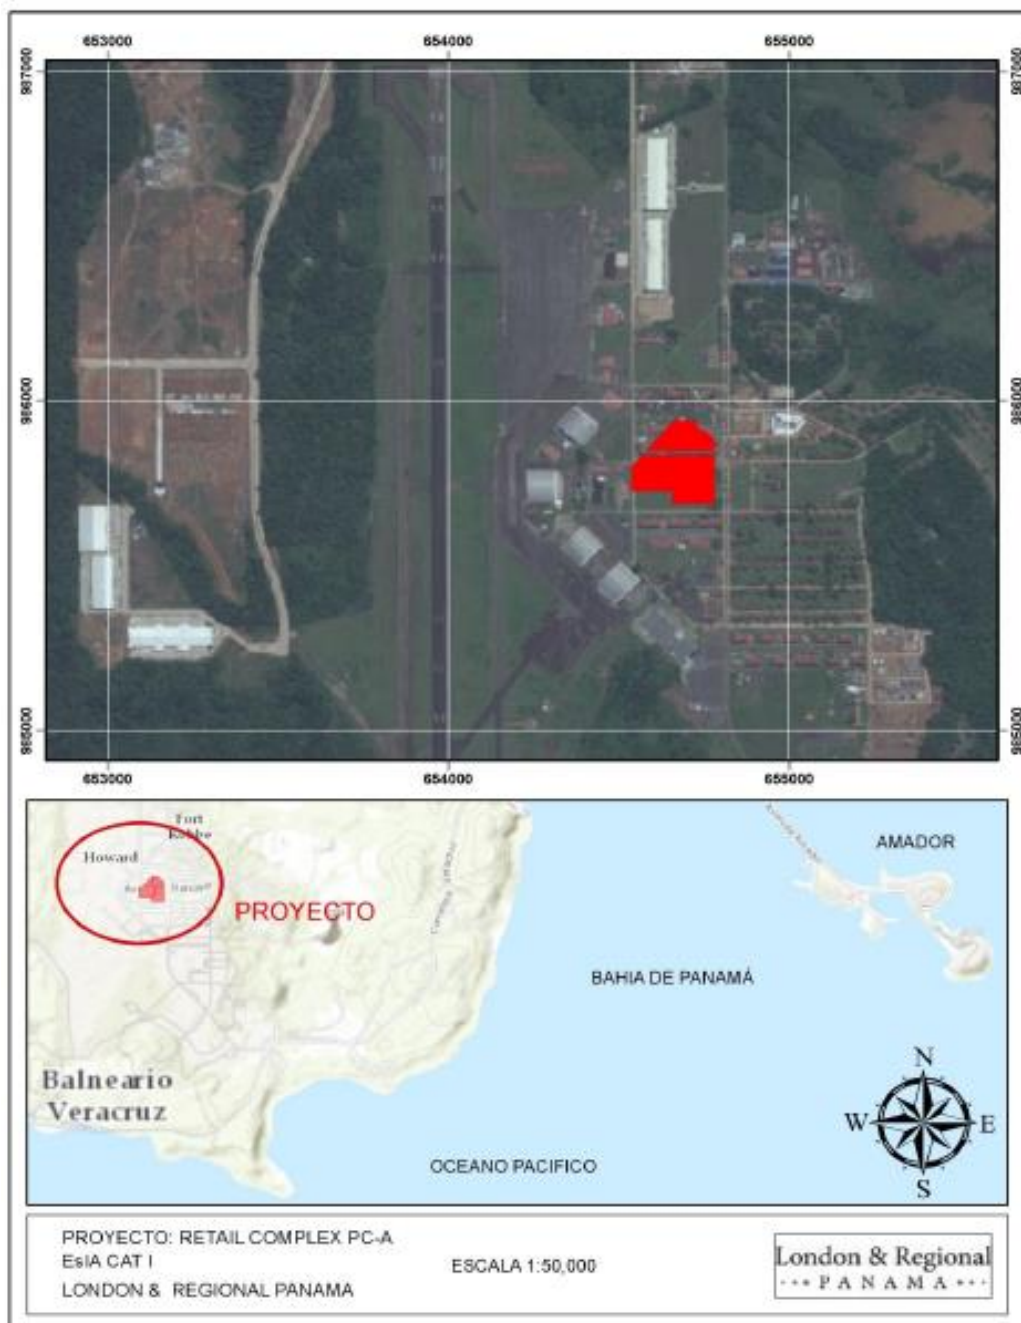 653000 654000 655000
987000 987000
986000 986000
985000 985000
653000 654000 655000
Fort
Kobbe
Howard
AMADOR
PROYECTO
BAHIA DE PANAMÁ
Balneario
Veracruz
OCEANO PACIFICO
N
W E
S
PROYECTO: RETAIL COMPLEX PC-A
EsIA CAT I
ESCALA 1:50,000
LONDON & REGIONAL PANAMA
London & Regional
PANAMA